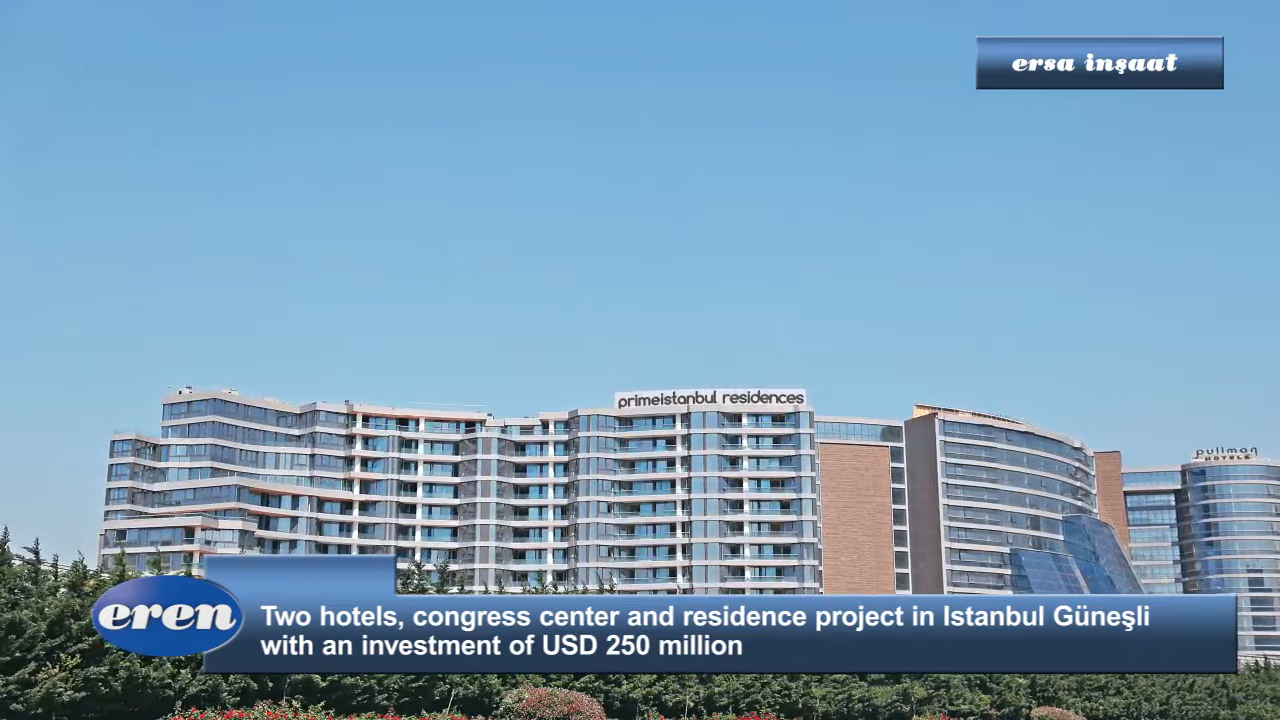 ersa inşaat
primeistanbul residences
pullman
HOTELS
eren
Two hotels, congress center and residence project in Istanbul Güneşli
with an investment of USD 250 million